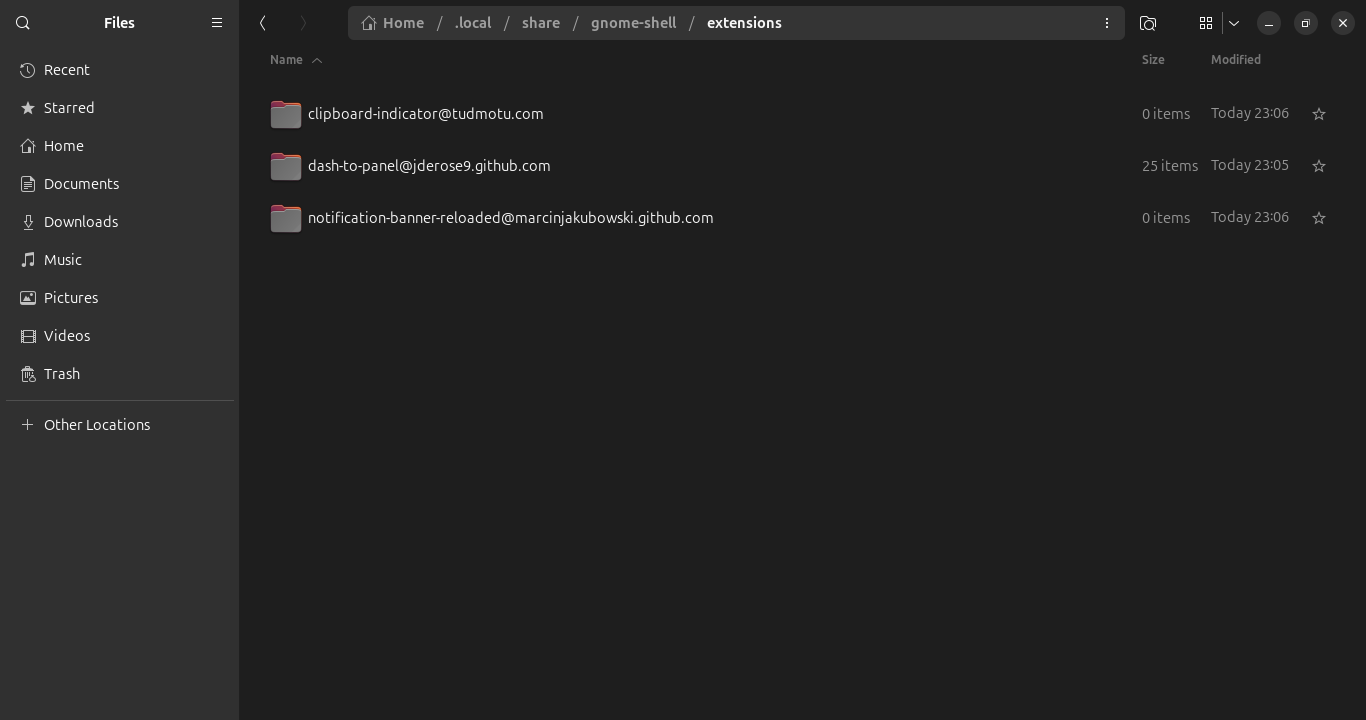 Files
Home / .local / share / gnome-shell / extensions
Recent
Starred
Home
Documents
Downloads
Music
Pictures
Videos
Trash
Other Locations
Name Size Modified
clipboard-indicator@tudmotu.com 0 items Today 23:06
dash-to-panel@jderose9.github.com 25 items Today 23:05
notification-banner-reloaded@marcinjakubowski.github.com 0 items Today 23:06